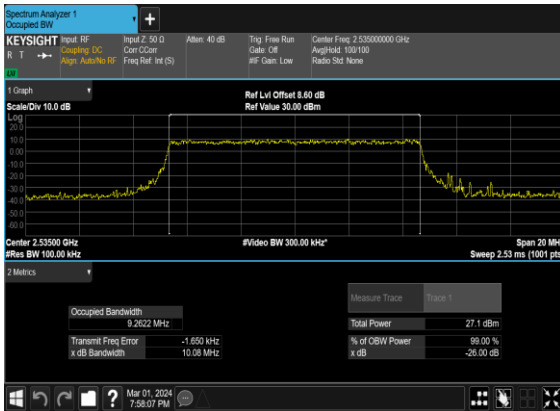 Spectrum Analyzer 1
Occupied BW
+
KEYSIGHT
R T
LXI
Input: RF
Coupling: DC
Align: Auto/No RF
Input Z: 50 Ω
Corr CCorr
Freq Ref: Int (S)
Atten: 40 dB
Trig: Free Run
Gate: Off
#IF Gain: Low
Center Freq: 2.535000000 GHz
Avg|Hold: 100/100
Radio Std: None
1 Graph
Scale/Div 10.0 dB
Ref Lvl Offset 8.60 dB
Ref Value 30.00 dBm
Log
20.0
10.0
0.00
-10.0
-20.0
-30.0
-40.0
-50.0
-60.0
Center 2.53500 GHz
#Res BW 100.00 kHz
#Video BW 300.00 kHz*
Span 20 MH
Sweep 2.53 ms (1001 pts
2 Metrics
Measure Trace Trace 1
Occupied Bandwidth
9.2622 MHz
Total Power 27.1 dBm
Transmit Freq Error -1.650 kHz
% of OBW Power 99.00 %
x dB Bandwidth 10.08 MHz
x dB -26.00 dB
?
Mar 01, 2024
7:58:07 PM